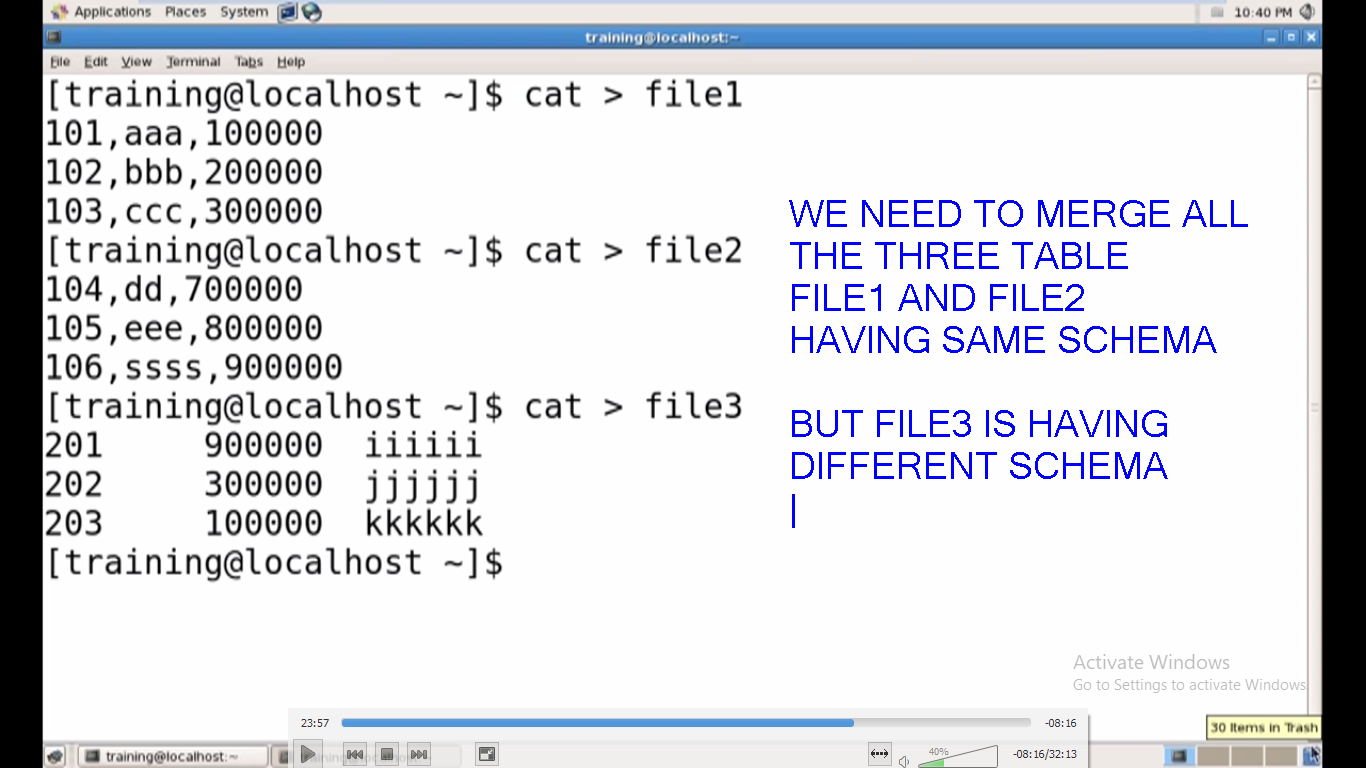 Applications Places System 10:40 PM
training@localhost:~
File Edit View Terminal Tabs Help
[training@localhost ~]$ cat > file1
101,aaa,100000
102,bbb,200000
103,ccc,300000
[training@localhost ~]$ cat > file2
104,dd,700000
105,eee,800000
106,ssss,900000
[training@localhost ~]$ cat > file3
201 900000 iiiiii
202 300000 jjjjjj
203 100000 kkkkkk
[training@localhost ~]$
WE NEED TO MERGE ALL
THE THREE TABLE
FILE1 AND FILE2
HAVING SAME SCHEMA
BUT FILE3 IS HAVING
DIFFERENT SCHEMA
Activate Windows
Go to Settings to activate Windows.
23:57 -08:16
30 Items in Trash
training@localhost:~
40% -08:16/32:13